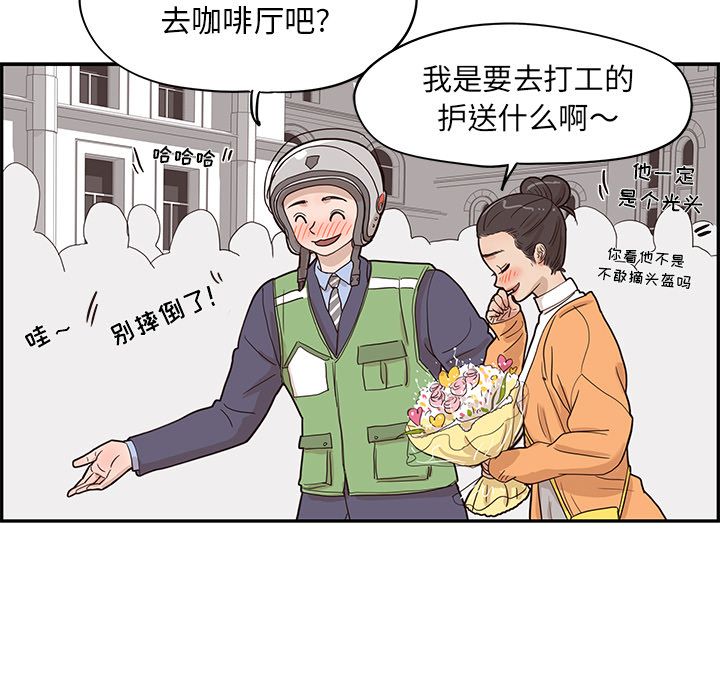 去咖啡厅吧?
我是要去打工的
护送什么啊～
哈哈哈!!
他一定
是个光头
你看他不是
不敢摘头盔吗
哇～
别摔倒了!